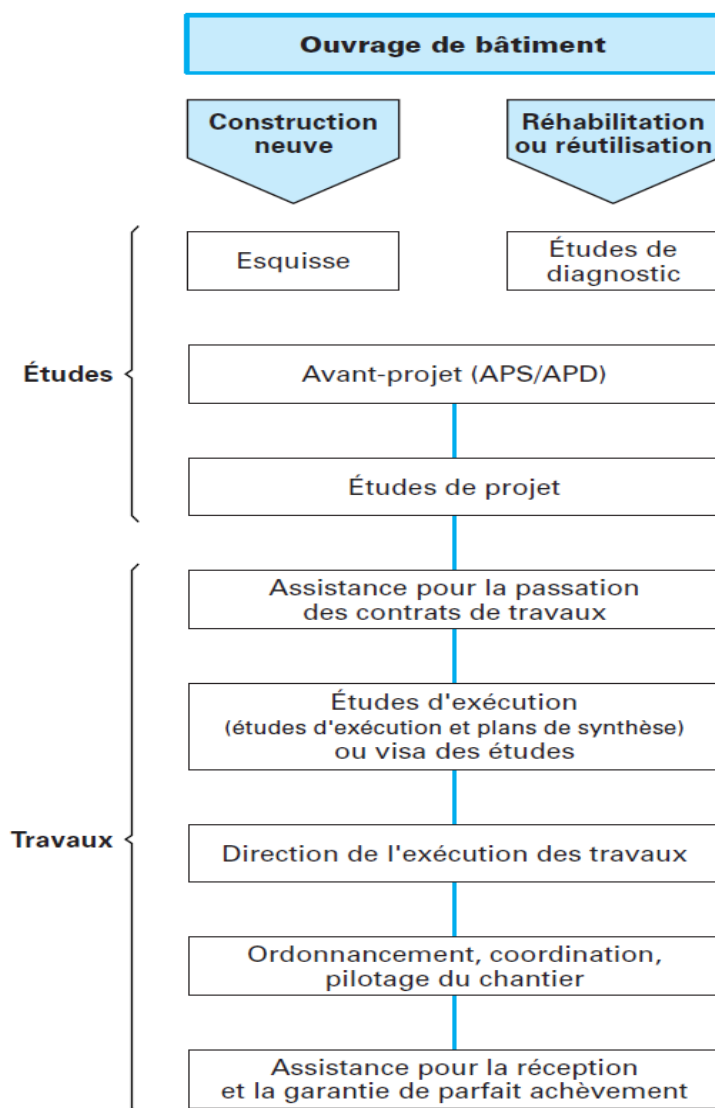 Ouvrage de bâtiment
Construction
neuve
Réhabilitation
ou réutilisation
Esquisse
Études de
diagnostic
Études
Avant-projet (APS/APD)
Études de projet
Assistance pour la passation
des contrats de travaux
Études d'exécution
(études d'exécution et plans de synthèse)
ou visa des études
Travaux
Direction de l'exécution des travaux
Ordonnancement, coordination,
pilotage du chantier
Assistance pour la réception
et la garantie de parfait achèvement